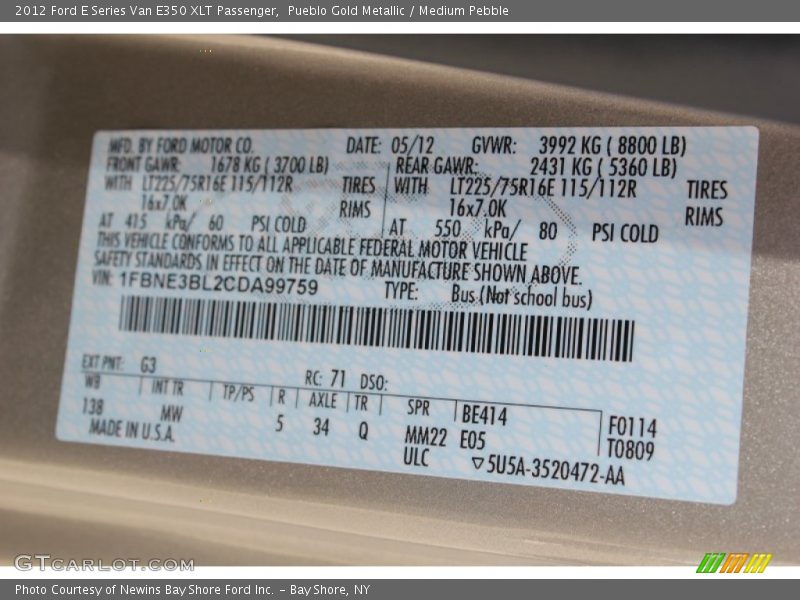 2012 Ford E Series Van E350 XLT Passenger,  Pueblo Gold Metallic / Medium Pebble
MFD. BY FORD MOTOR CO. DATE: 05/12 GVWR: 3992 KG ( 8800 LB)
FRONT GAWR: 1678 KG ( 3700 LB) REAR GAWR: 2431 KG ( 5360 LB)
WITH LT225/75R16E 115/112R TIRES WITH LT225/75R16E 115/112R TIRES
16x7.0K RIMS 16x7.0K RIMS
AT 415 kPa/ 60 PSI COLD AT 550 kPa/ 80 PSI COLD
THIS VEHICLE CONFORMS TO ALL APPLICABLE FEDERAL MOTOR VEHICLE
SAFETY STANDARDS IN EFFECT ON THE DATE OF MANUFACTURE SHOWN ABOVE.
VIN: 1FBNE3BL2CDA99759 TYPE: Bus (Not school bus)
EXT PNT: G3 RC: 71 DSO:
WB INT TR TP/PS R AXLE TR SPR BE414 F0114
138 MW 5 34 Q MM22 E05 T0809
MADE IN U.S.A. ULC ▽5U5A-3520472-AA
GTCarLot.com
Photo Courtesy of Newins Bay Shore Ford Inc. - Bay Shore, NY